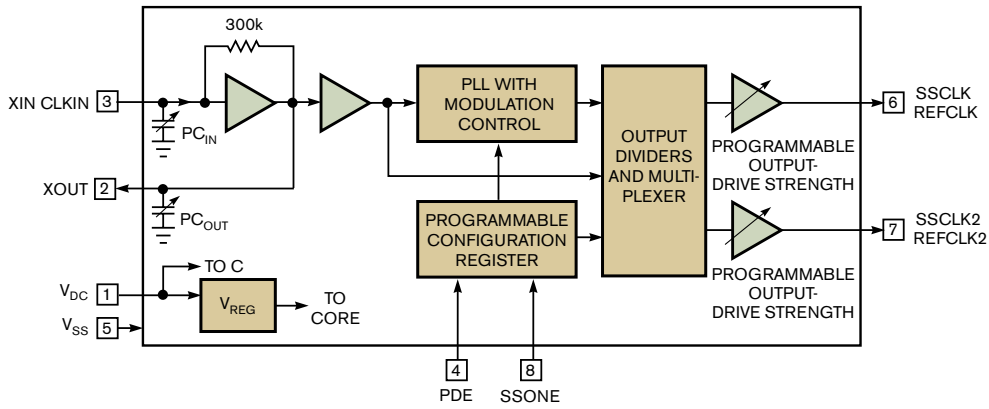 300k
XIN CLKIN 3
PC_IN
XOUT 2
PC_OUT
PLL WITH
MODULATION
CONTROL
PROGRAMMABLE
CONFIGURATION
REGISTER
OUTPUT
DIVIDERS
AND MULTI-
PLEXER
6 SSCLK
REFCLK
PROGRAMMABLE
OUTPUT-
DRIVE STRENGTH
7 SSCLK2
REFCLK2
PROGRAMMABLE
OUTPUT-
DRIVE STRENGTH
V_DC 1
TO C
V_REG
TO
CORE
V_SS 5
4
PDE
8
SSONE